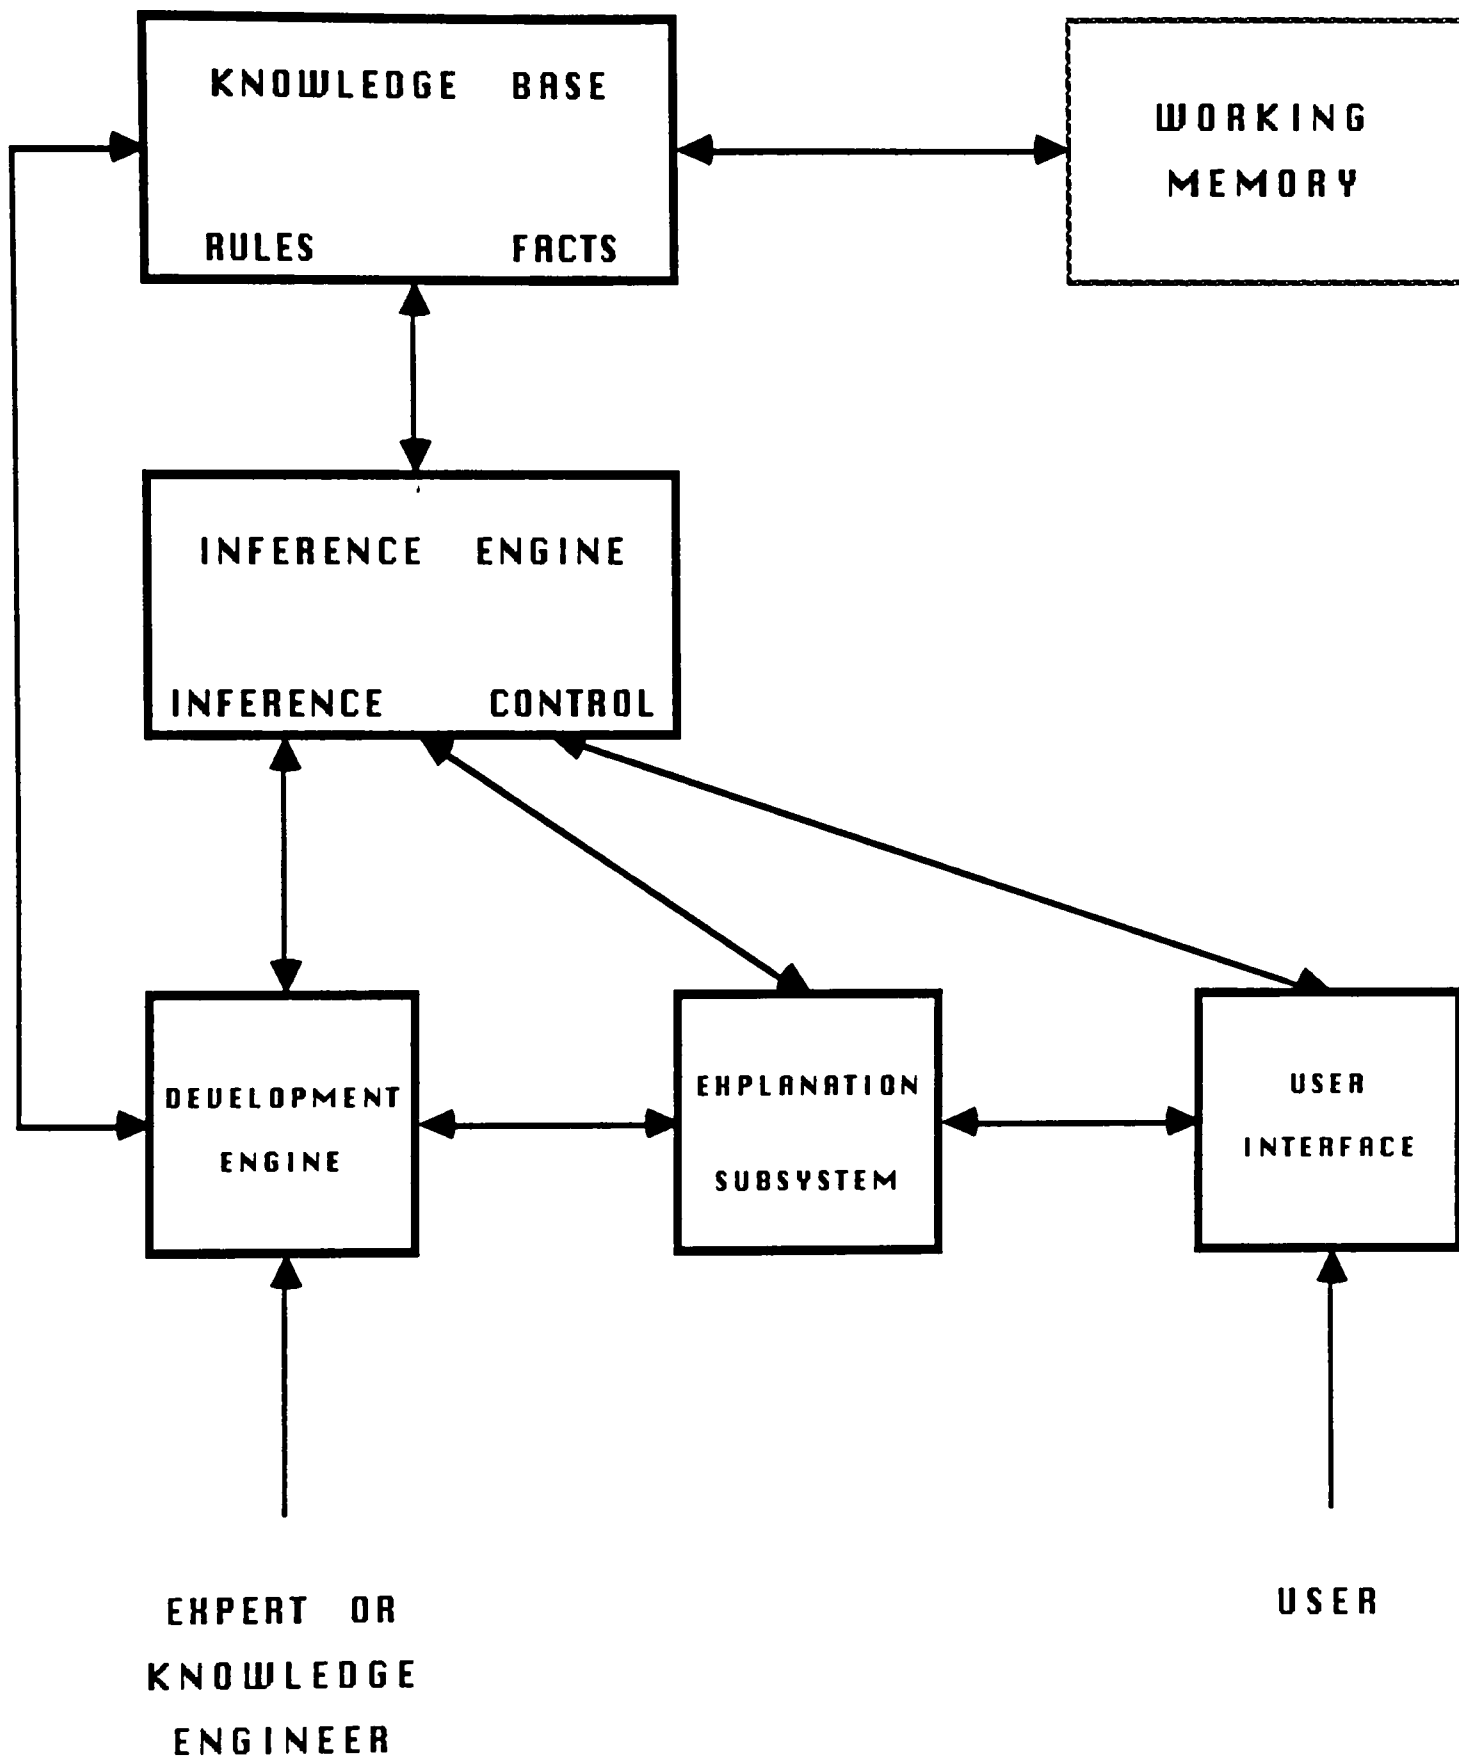 KNOWLEDGE BASE
RULES FACTS
WORKING
MEMORY
INFERENCE ENGINE
INFERENCE CONTROL
DEVELOPMENT
ENGINE
EXPLANATION
SUBSYSTEM
USER
INTERFACE
EXPERT OR
KNOWLEDGE
ENGINEER
USER